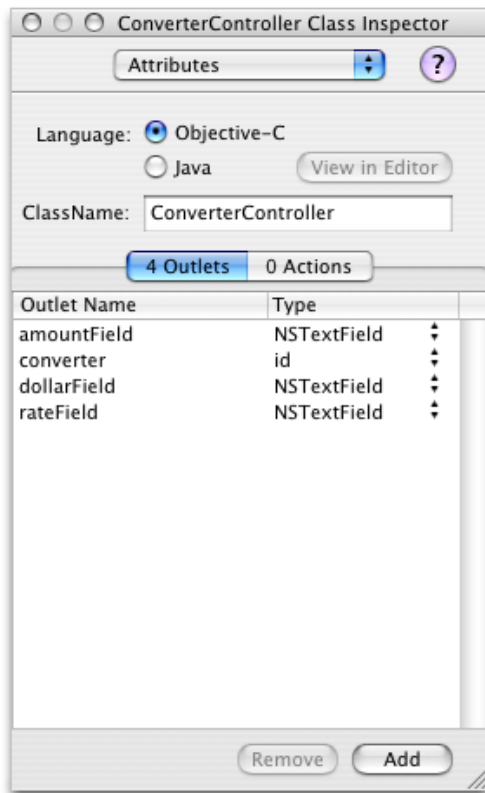 ConverterController Class Inspector
Attributes
?
Language: Objective-C
Java View in Editor
ClassName: ConverterController
4 Outlets 0 Actions
Outlet Name Type
amountField NSTextField
converter id
dollarField NSTextField
rateField NSTextField
Remove Add